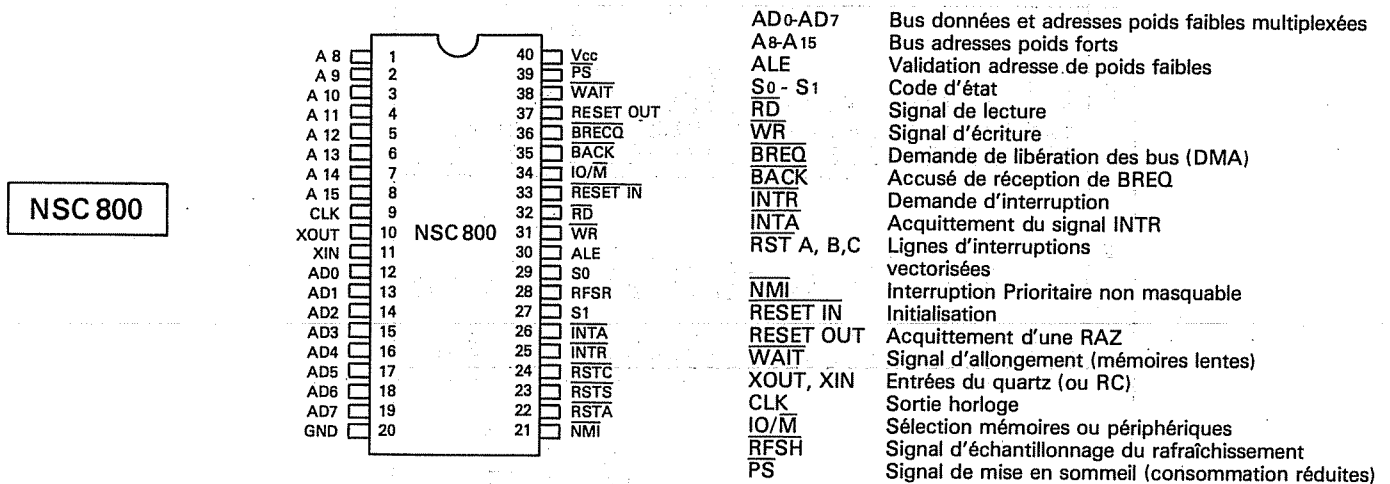 NSC 800
A 8 1
A 9 2
A 10 3
A 11 4
A 12 5
A 13 6
A 14 7
A 15 8
CLK 9
XOUT 10
XIN 11
AD0 12
AD1 13
AD2 14
AD3 15
AD4 16
AD5 17
AD6 18
AD7 19
GND 20
NSC 800
40 Vcc
39 PS
38 WAIT
37 RESET OUT
36 BRECQ
35 BACK
34 IO/M
33 RESET IN
32 RD
31 WR
30 ALE
29 S0
28 RFSR
27 S1
26 INTA
25 INTR
24 RSTC
23 RSTS
22 RSTA
21 NMI
AD0-AD7 Bus données et adresses poids faibles multiplexées
A8-A15 Bus adresses poids forts
ALE Validation adresse de poids faibles
S0 - S1 Code d'état
RD Signal de lecture
WR Signal d'écriture
BREQ Demande de libération des bus (DMA)
BACK Accusé de réception de BREQ
INTR Demande d'interruption
INTA Acquittement du signal INTR
RST A, B,C Lignes d'interruptions
vectorisées
NMI Interruption Prioritaire non masquable
RESET IN Initialisation
RESET OUT Acquittement d'une RAZ
WAIT Signal d'allongement (mémoires lentes)
XOUT, XIN Entrées du quartz (ou RC)
CLK Sortie horloge
IO/M Sélection mémoires ou périphériques
RFSH Signal d'échantillonnage du rafraîchissement
PS Signal de mise en sommeil (consommation réduites)